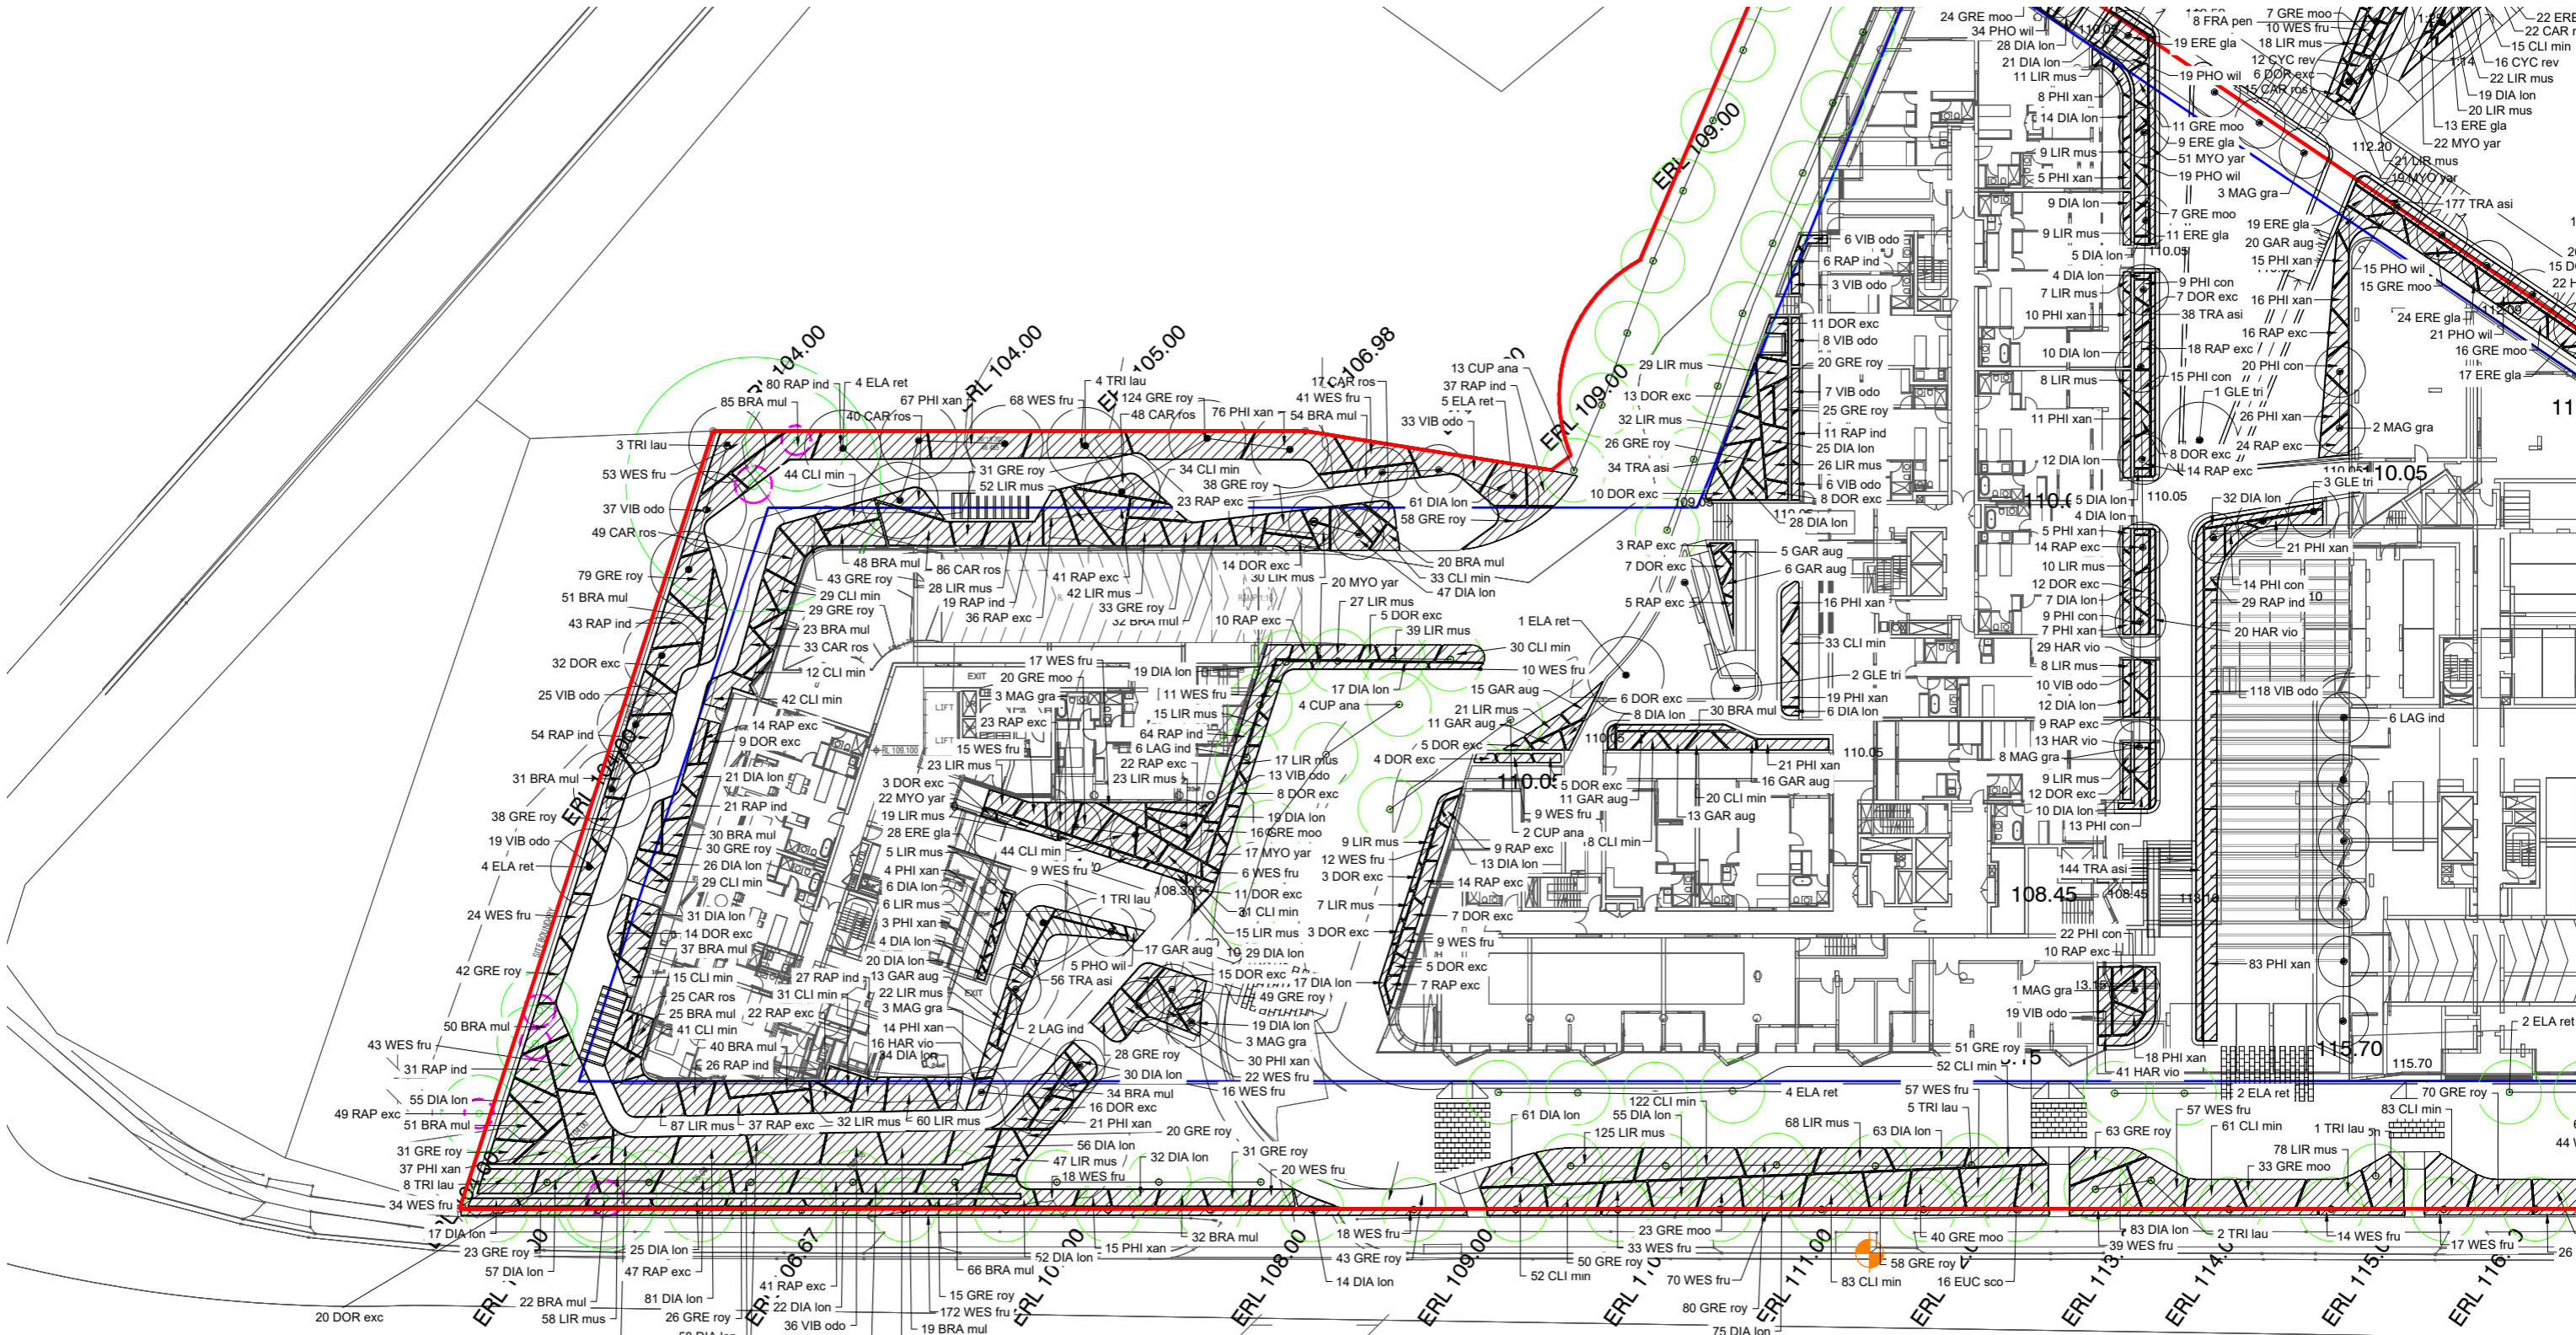 24 GRE moo
34 PHO wil
28 DIA lon
21 DIA lon
11 LIR mus
8 PHI xan
14 DIA lon
9 LIR mus
5 PHI xan
9 DIA lon
9 LIR mus
5 DIA lon
4 DIA lon
7 LIR mus
10 PHI xan
10 DIA lon
8 LIR mus
11 PHI xan
12 DIA lon
8 FRA pen
19 ERE gla
19 PHO wil
11 GRE moo
9 ERE gla
51 MYO yar
19 PHO wil
3 MAG gra
7 GRE moo
11 ERE gla
110.05
9 PHI con
7 DOR exc
38 TRA asi
18 RAP exc
15 PHI con
1 GLE tri
8 DOR exc
14 RAP exc
7 GRE moo
10 WES fru
18 LIR mus
12 CYC rev
6 DOR exc
15 CAR ros
22 ERE
22 CAR r
15 CLI min
16 CYC rev
1:14
22 LIR mus
19 DIA lon
20 LIR mus
13 ERE gla
22 MYO yar
112.20
21 LIR mus
19 MYO yar
177 TRA asi
19 ERE gla
20 GAR aug
15 PHI xan
15 PHO wil
15 GRE moo
16 PHI xan
24 ERE gla
112.09
21 PHO wil
16 RAP exc
16 GRE moo
20 PHI con
17 ERE gla
26 PHI xan
2 MAG gra
24 RAP exc
110.05
3 GLE tri
32 DIA lon
21 PHI xan
14 PHI con
29 RAP ind
ERL 109.00
ERL 109.00
6 VIB odo
6 RAP ind
3 VIB odo
11 DOR exc
8 VIB odo
20 GRE roy
7 VIB odo
25 GRE roy
11 RAP ind
25 DIA lon
26 LIR mus
6 VIB odo
8 DOR exc
28 DIA lon
29 LIR mus
13 DOR exc
32 LIR mus
26 GRE roy
34 TRA asi
10 DOR exc
109.05
ERL 104.00
ERL 105.00
106.98
80 RAP ind
4 ELA ret
85 BRA mul
40 CAR ros
67 PHI xan
68 WES fru
4 TRI lau
124 GRE roy
48 CAR ros
76 PHI xan
17 CAR ros
41 WES fru
54 BRA mul
13 CUP ana
37 RAP ind
5 ELA ret
33 VIB odo
3 TRI lau
53 WES fru
44 CLI min
31 GRE roy
52 LIR mus
34 CLI min
38 GRE roy
23 RAP exc
61 DIA lon
58 GRE roy
37 VIB odo
49 CAR ros
79 GRE roy
51 BRA mul
43 RAP ind
32 DOR exc
25 VIB odo
54 RAP ind
31 BRA mul
38 GRE roy
19 VIB odo
4 ELA ret
24 WES fru
SITE BOUNDARY
42 GRE roy
50 BRA mul
43 WES fru
31 RAP ind
55 DIA lon
49 RAP exc
51 BRA mul
31 GRE roy
37 PHI xan
8 TRI lau
34 WES fru
17 DIA lon
48 BRA mul
43 GRE roy
29 CLI min
29 GRE roy
23 BRA mul
33 CAR ros
12 CLI min
42 CLI min
86 CAR ros
28 LIR mus
19 RAP ind
36 RAP exc
41 RAP exc
42 LIR mus
33 GRE roy
32 BRA mul
14 DOR exc
30 LIR mus
20 BRA mul
33 CLI min
47 DIA lon
20 MYO yar
27 LIR mus
5 DOR exc
39 LIR mus
10 RAP exc
30 CLI min
10 WES fru
1 ELA ret
3 RAP exc
7 DOR exc
5 GAR aug
6 GAR aug
5 RAP exc
16 PHI xan
33 CLI min
2 GLE tri
19 PHI xan
6 DIA lon
30 BRA mul
6 DOR exc
8 DIA lon
15 GAR aug
21 LIR mus
11 GAR aug
5 DOR exc
4 DOR exc
110.05
110.05
21 PHI xan
16 GAR aug
20 CLI min
13 GAR aug
5 DOR exc
11 GAR aug
9 WES fru
2 CUP ana
8 CLI min
9 RAP exc
13 DIA lon
14 RAP exc
7 DOR exc
9 WES fru
5 DOR exc
7 RAP exc
9 LIR mus
12 WES fru
3 DOR exc
7 LIR mus
3 DOR exc
17 DIA lon
EXIT
LIFT
LIFT
17 WES fru
20 GRE moo
3 MAG gra
23 RAP exc
15 WES fru
23 LIR mus
19 DIA lon
11 WES fru
15 LIR mus
64 RAP ind
6 LAG ind
22 RAP exc
23 LIR mus
17 DIA lon
4 CUP ana
17 LIR mus
13 VIB odo
8 DOR exc
19 DIA lon
16 GRE moo
17 MYO yar
6 WES fru
11 DOR exc
31 CLI min
15 LIR mus
29 DIA lon
14 RAP exc
9 DOR exc
21 DIA lon
21 RAP ind
30 BRA mul
30 GRE roy
26 DIA lon
29 CLI min
31 DIA lon
14 DOR exc
37 BRA mul
15 CLI min
25 CAR ros
25 BRA mul
41 CLI min
40 BRA mul
26 RAP ind
3 DOR exc
22 MYO yar
19 LIR mus
28 ERE gla
5 LIR mus
4 PHI xan
6 DIA lon
6 LIR mus
3 PHI xan
4 DIA lon
20 DIA lon
13 GAR aug
22 LIR mus
3 MAG gra
14 PHI xan
16 HAR vio
34 DIA lon
27 RAP ind
31 CLI min
22 RAP exc
44 CLI min
9 WES fru
1 TRI lau
EXIT
5 PHO wil
56 TRA asi
2 LAG ind
17 GAR aug
15 DOR exc
49 GRE roy
19 DIA lon
3 MAG gra
30 PHI xan
22 WES fru
16 WES fru
28 GRE roy
30 DIA lon
34 BRA mul
16 DOR exc
21 PHI xan
20 GRE roy
56 DIA lon
47 LIR mus
18 WES fru
32 DIA lon
31 GRE roy
20 WES fru
87 LIR mus
37 RAP exc
32 LIR mus
60 LIR mus
5 DIA lon
4 DIA lon
5 PHI xan
14 RAP exc
10 LIR mus
12 DOR exc
7 DIA lon
9 PHI con
7 PHI xan
20 HAR vio
29 HAR vio
8 LIR mus
10 VIB odo
12 DIA lon
9 RAP exc
13 HAR vio
8 MAG gra
9 LIR mus
12 DOR exc
10 DIA lon
13 PHI con
110.05
118 VIB odo
6 LAG ind
144 TRA asi
108.45
108.45
22 PHI con
10 RAP exc
83 PHI xan
1 MAG gra
19 VIB odo
18 PHI xan
41 HAR vio
2 ELA ret
115.70
115.70
51 GRE roy
52 CLI min
57 WES fru
5 TRI lau
4 ELA ret
122 CLI min
61 DIA lon
55 DIA lon
125 LIR mus
68 LIR mus
63 DIA lon
2 ELA ret
57 WES fru
63 GRE roy
61 CLI min
70 GRE roy
83 CLI min
1 TRI lau
78 LIR mus
33 GRE moo
23 GRE roy
57 DIA lon
20 DOR exc
22 BRA mul
58 LIR mus
25 DIA lon
47 RAP exc
81 DIA lon
26 GRE roy
41 RAP exc
22 DIA lon
36 VIB odo
15 GRE roy
172 WES fru
19 BRA mul
66 BRA mul
52 DIA lon
15 PHI xan
32 BRA mul
ERL 108.00
18 WES fru
43 GRE roy
14 DIA lon
ERL 109.00
50 GRE roy
52 CLI min
23 GRE moo
33 WES fru
70 WES fru
80 GRE roy
75 DIA lon
ERL 111.00
83 CLI min
58 GRE roy
40 GRE moo
16 EUC sco
83 DIA lon
39 WES fru
2 TRI lau
14 WES fru
17 WES fru
26